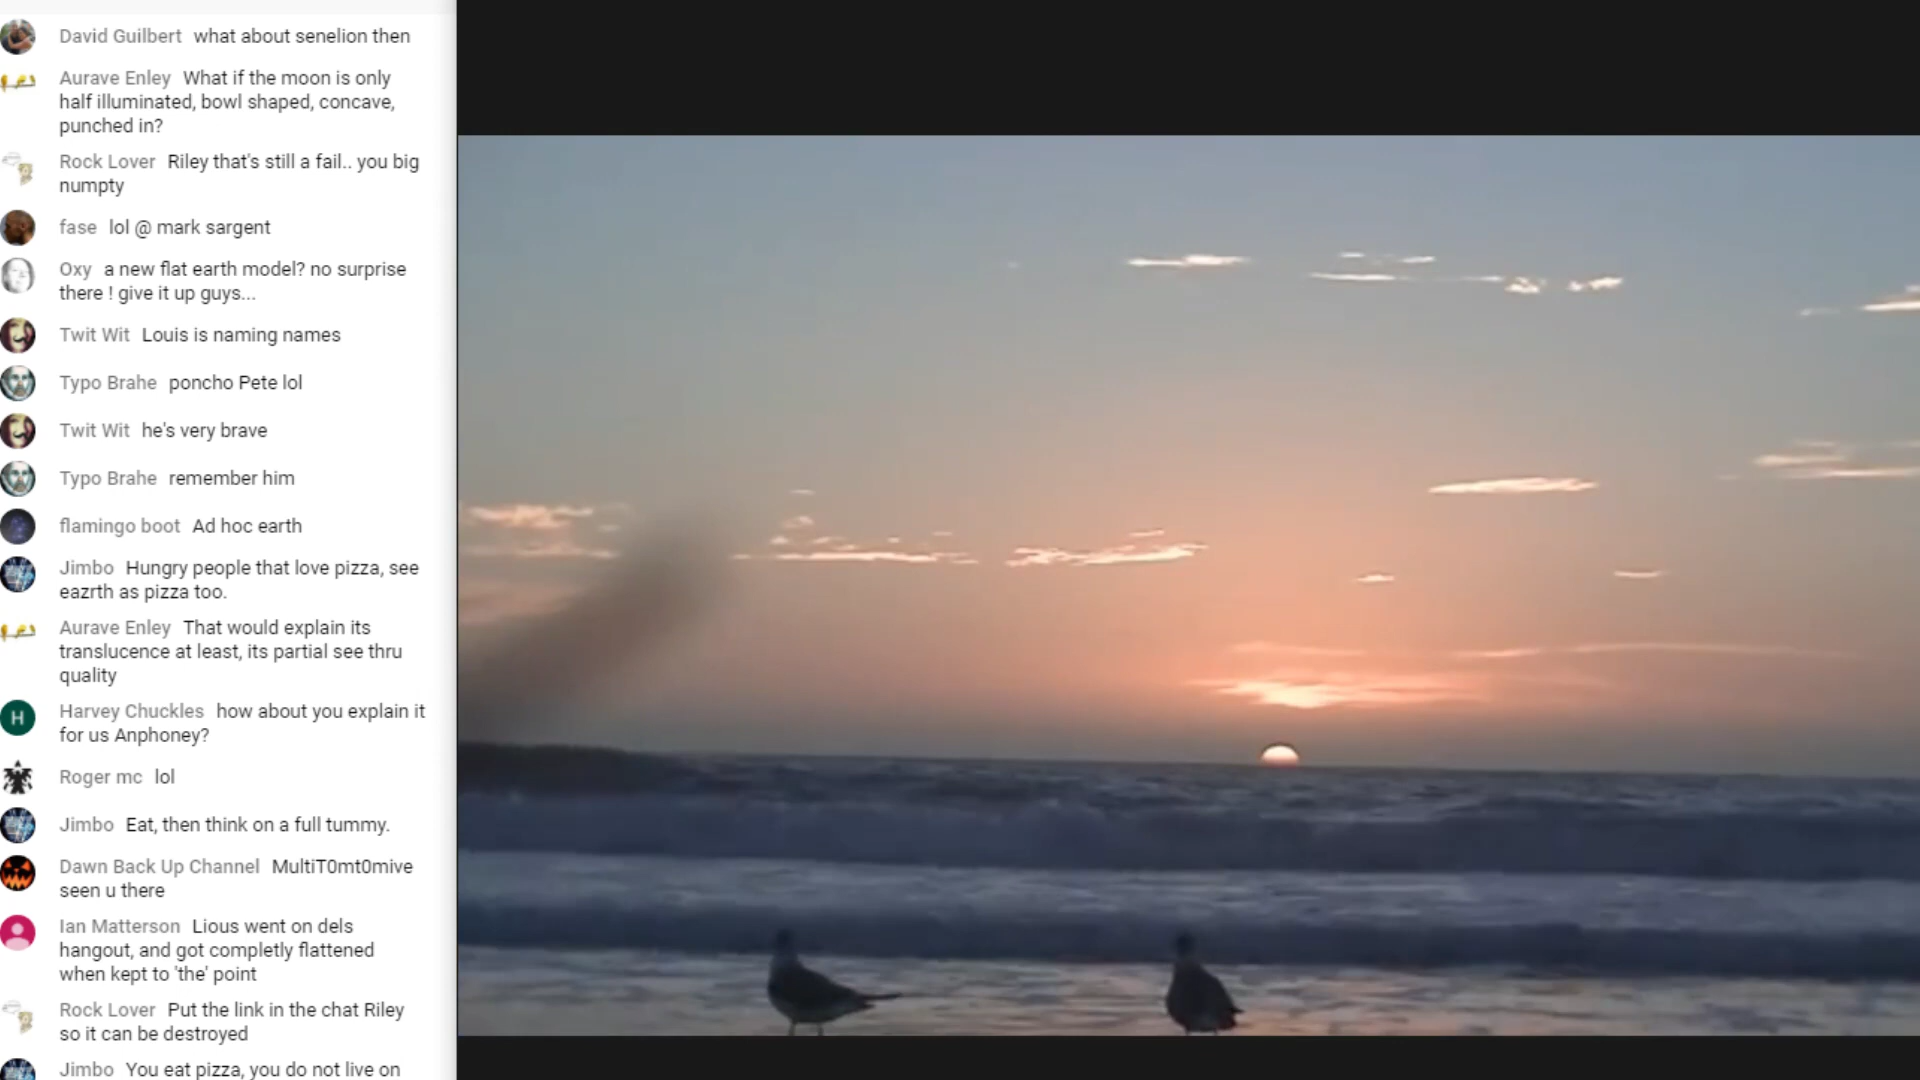 David Guilbert what about senelion then
Aurave Enley What if the moon is only
half illuminated, bowl shaped, concave,
punched in?
Rock Lover Riley that's still a fail.. you big
numpty
fase lol @ mark sargent
Oxy a new flat earth model? no surprise
there ! give it up guys...
Twit Wit Louis is naming names
Typo Brahe poncho Pete lol
Twit Wit he's very brave
Typo Brahe remember him
flamingo boot Ad hoc earth
Jimbo Hungry people that love pizza, see
eazrth as pizza too.
Aurave Enley That would explain its
translucence at least, its partial see thru
quality
H
Harvey Chuckles how about you explain it
for us Anphoney?
Roger mc lol
Jimbo Eat, then think on a full tummy.
Dawn Back Up Channel MultiT0mt0mive
seen u there
Ian Matterson Lious went on dels
hangout, and got completly flattened
when kept to 'the' point
Rock Lover Put the link in the chat Riley
so it can be destroyed
Jimbo You eat pizza, you do not live on